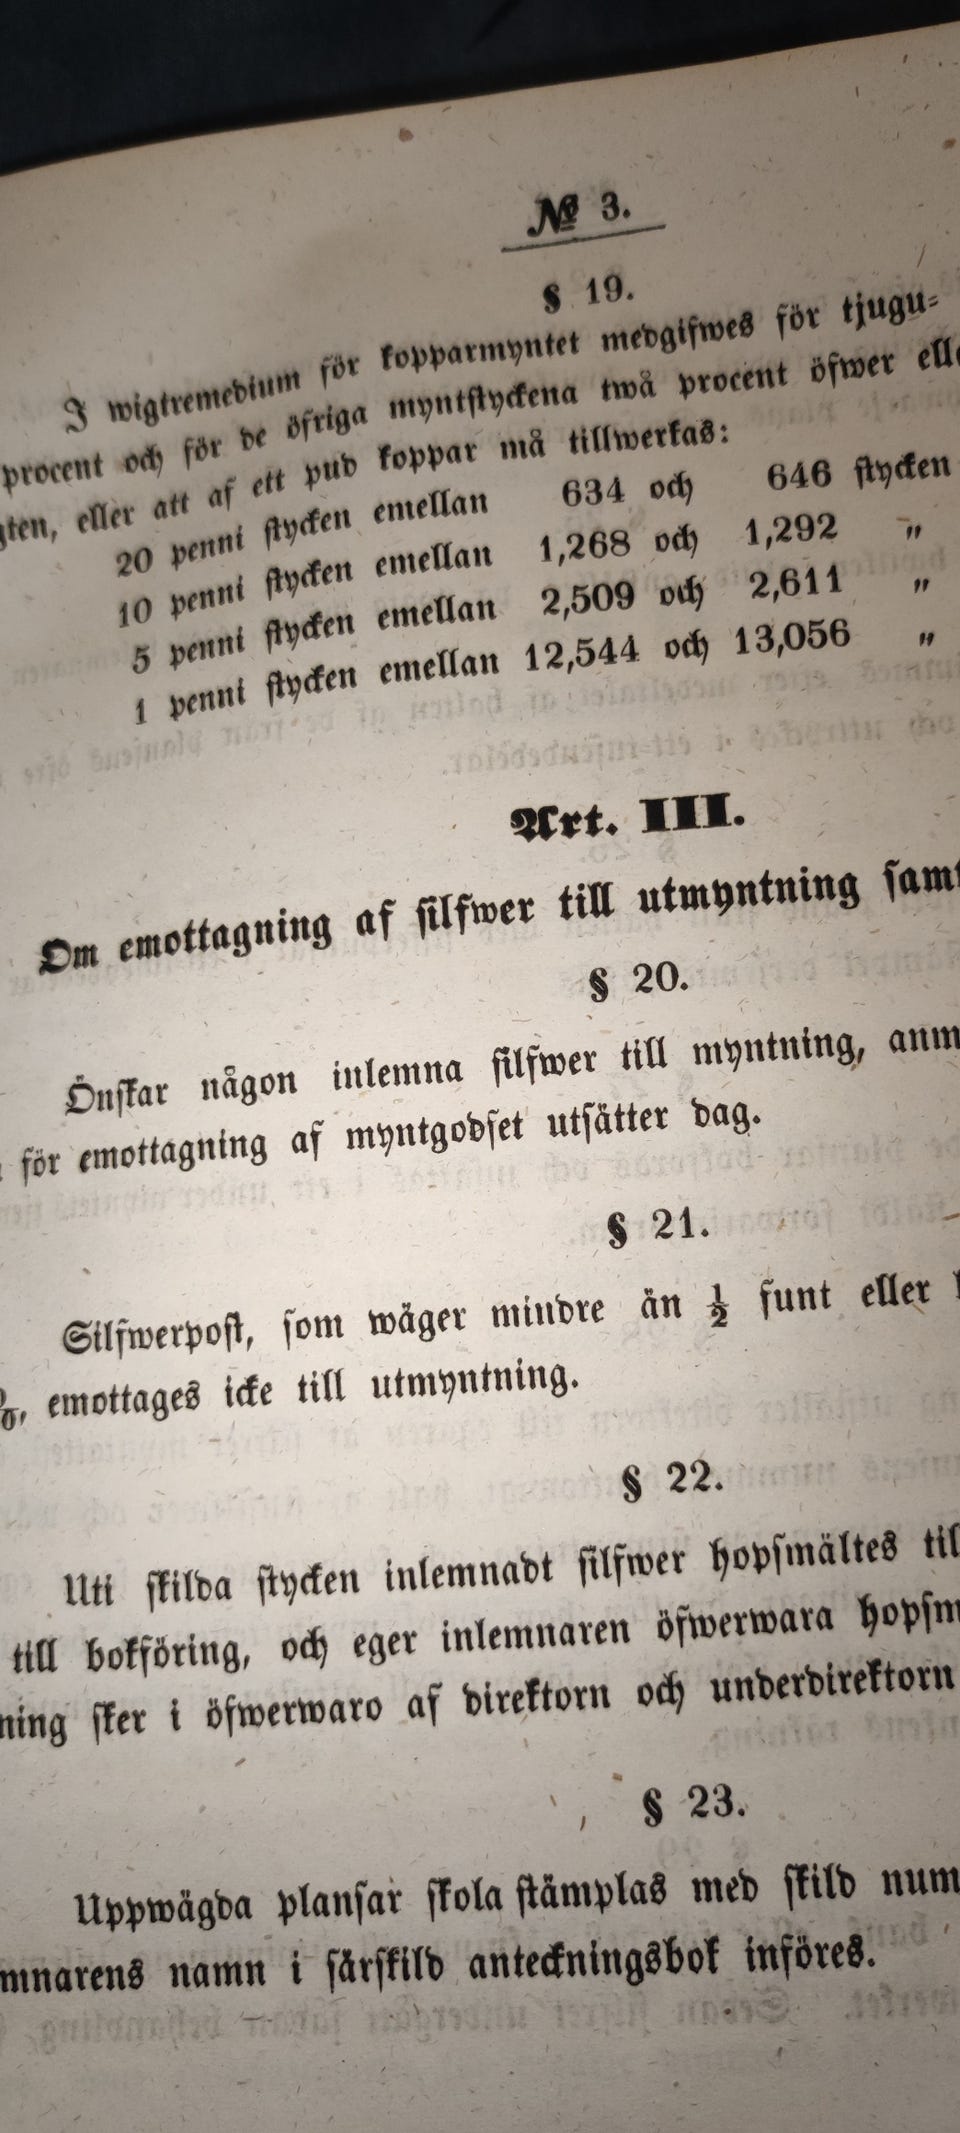 № 3.
§ 19.
I wigtremedium för kopparmyntet medgifwes för tjugu-
procent och för de öfriga myntstyckena twå procent öfwer
eller att af ett pud koppar må tillwerkas:
20 penni stycken emellan 634 och 646 stycken
10 penni stycken emellan 1,268 och 1,292 „
5 penni stycken emellan 2,509 och 2,611 „
1 penni stycken emellan 12,544 och 13,056 „
Art. III.
Om emottagning af silfwer till utmyntning samt
§ 20.
Önskar någon inlemna silfwer till myntning, anm
för emottagning af myntgodset utsätter dag.
§ 21.
Silfwerpost, som wäger mindre än ½ funt eller
emottages icke till utmyntning.
§ 22.
Uti skilda stycken inlemnadt silfwer hopsmältes til
till bokföring, och eger inlemnaren öfwerwara hopsm
ning sker i öfwerwaro af direktorn och underdirektorn
§ 23.
Uppwägda plansar skola stämplas med skild num
mnarens namn i särskild anteckningsbok införes.